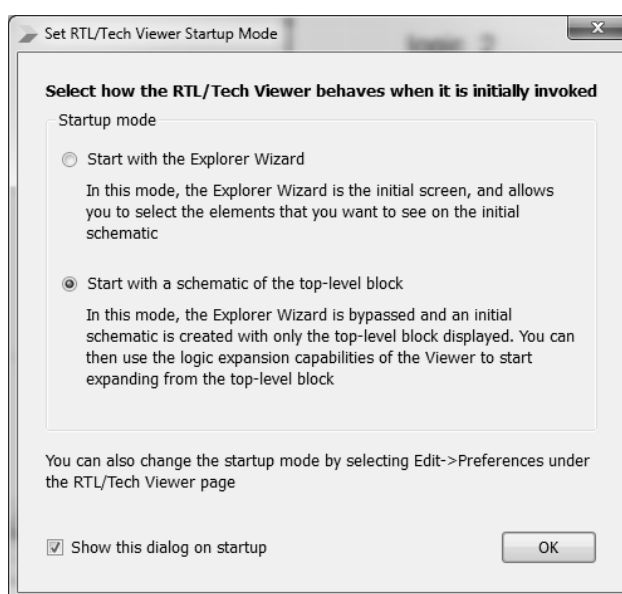 Set RTL/Tech Viewer Startup Mode
Select how the RTL/Tech Viewer behaves when it is initially invoked
Startup mode
Start with the Explorer Wizard
In this mode, the Explorer Wizard is the initial screen, and allows
you to select the elements that you want to see on the initial
schematic
Start with a schematic of the top-level block
In this mode, the Explorer Wizard is bypassed and an initial
schematic is created with only the top-level block displayed. You can
then use the logic expansion capabilities of the Viewer to start
expanding from the top-level block
You can also change the startup mode by selecting Edit->Preferences under
the RTL/Tech Viewer page
Show this dialog on startup
OK